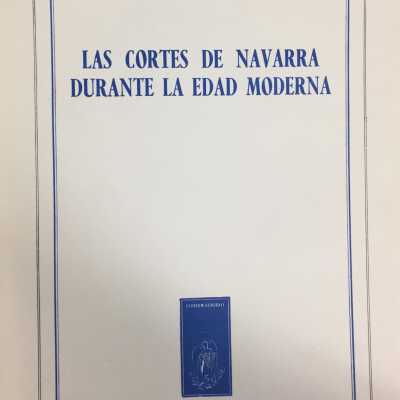 LAS CORTES DE NAVARRA
DURANTE LA EDAD MODERNA